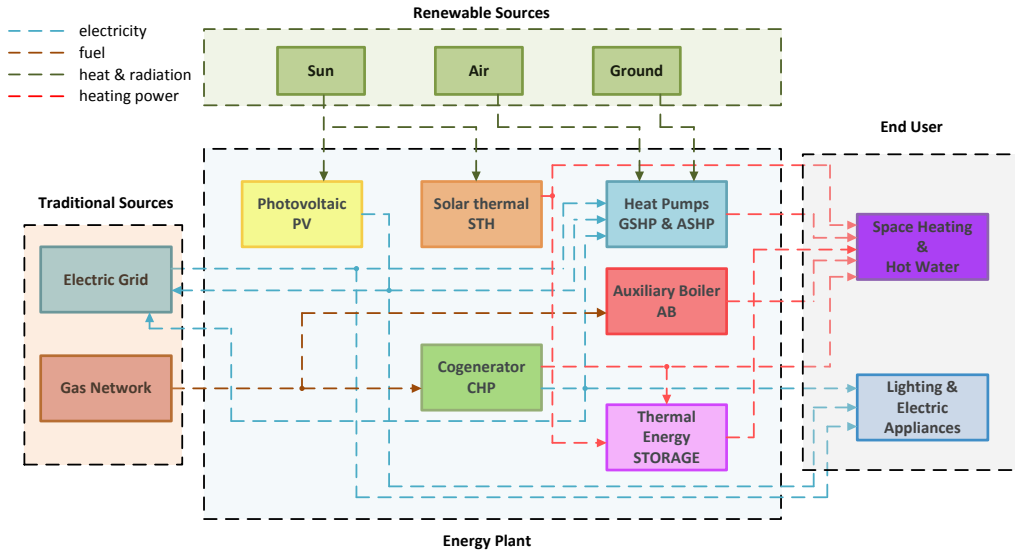 Renewable Sources
electricity
fuel
heat & radiation
heating power
Sun
Air
Ground
End User
Traditional Sources
Photovoltaic
PV
Solar thermal
STH
Heat Pumps
GSHP & ASHP
Space Heating
&
Hot Water
Electric Grid
Auxiliary Boiler
AB
Gas Network
Cogenerator
CHP
Lighting &
Electric
Appliances
Thermal
Energy
STORAGE
Energy Plant